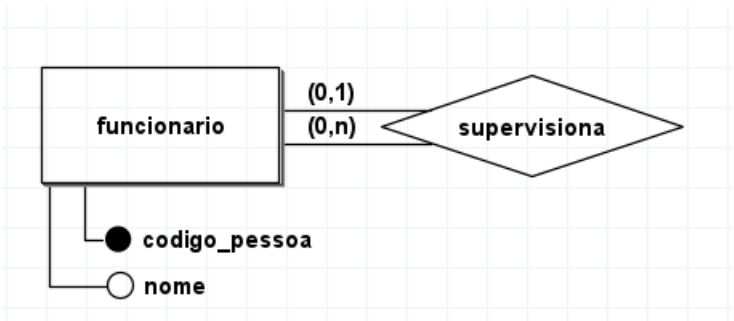 (0,1)
funcionario
(0,n)
supervisiona
codigo_pessoa
nome